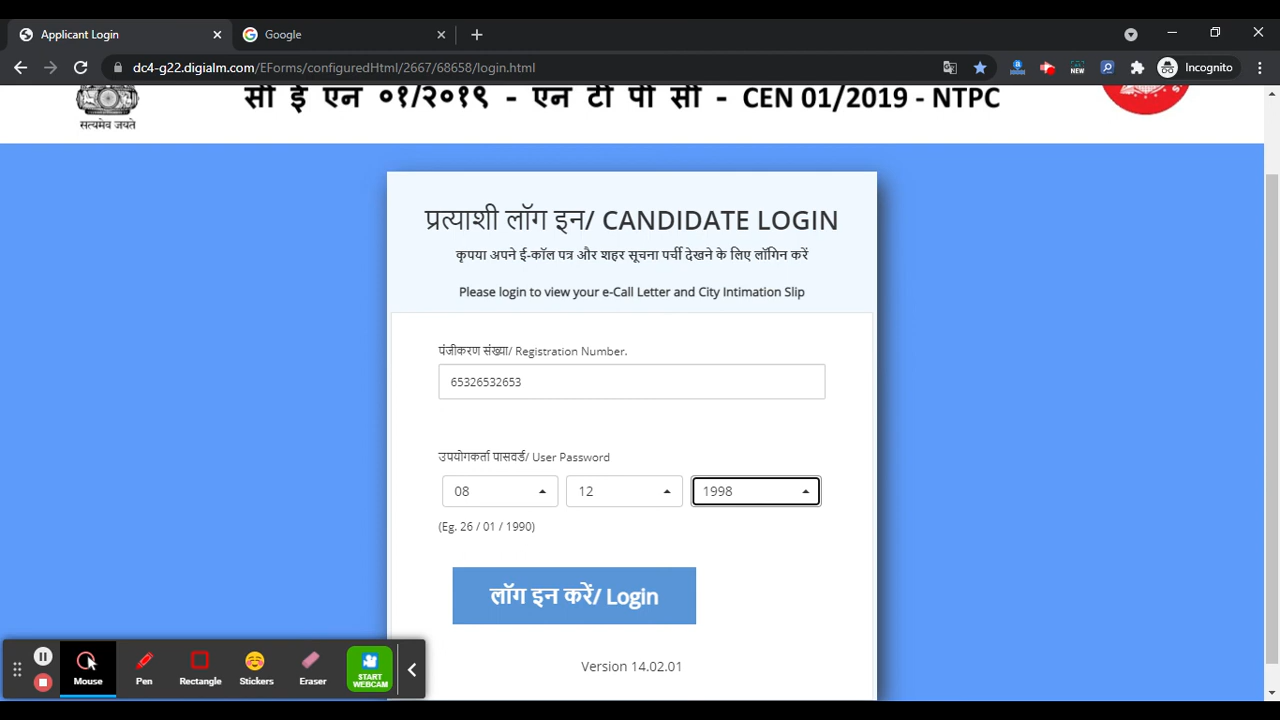 Applicant Login
Google
dc4-g22.digialm.com/EForms/configuredHtml/2667/68658/login.html
NEW
Incognito
सत्यमेव जयते
सी ई एन ०१/२०१९ - एन टी पी सी - CEN 01/2019 - NTPC
प्रत्याशी लॉग इन/ CANDIDATE LOGIN
कृपया अपने ई-कॉल पत्र और शहर सूचना पर्ची देखने के लिए लॉगिन करें
Please login to view your e-Call Letter and City Intimation Slip
पंजीकरण संख्या/ Registration Number.
65326532653
उपयोगकर्ता पासवर्ड/ User Password
08 12 1998
(Eg. 26 / 01 / 1990)
लॉग इन करें/ Login
Version 14.02.01
Mouse Pen Rectangle Stickers Eraser START
WEBCAM